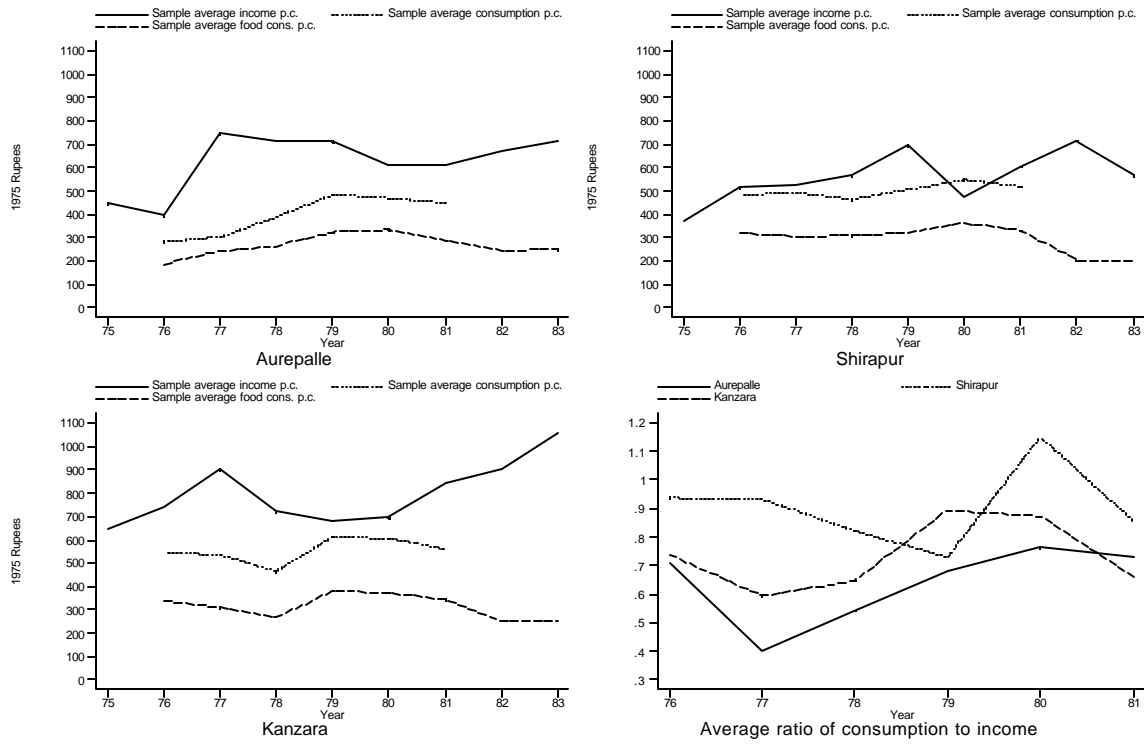 Sample average income p.c. Sample average consumption p.c.
Sample average food cons. p.c.
1100
1000
900
800
700
600
500
400
300
200
100
0
1975 Rupees
75 76 77 78 79 80 81 82 83
Year
Aurepalle
Sample average income p.c. Sample average consumption p.c.
Sample average food cons. p.c.
1100
1000
900
800
700
600
500
400
300
200
100
0
1975 Rupees
75 76 77 78 79 80 81 82 83
Year
Shirapur
Sample average income p.c. Sample average consumption p.c.
Sample average food cons. p.c.
1100
1000
900
800
700
600
500
400
300
200
100
0
1975 Rupees
75 76 77 78 79 80 81 82 83
Year
Kanzara
Aurepalle Shirapur
Kanzara
1.2
.1
1
.9
.8
.7
.6
.5
.4
.3
76 77 78 79 80 81
Year
Average ratio of consumption to income